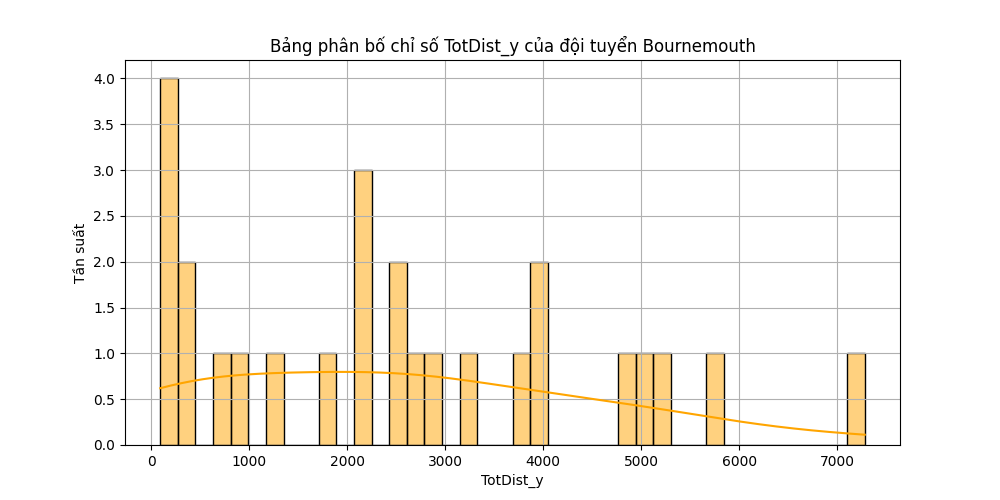 Bảng phân bố chỉ số TotDist_y của đội tuyển Bournemouth
4.0
3.5
3.0
2.5
2.0
1.5
1.0
0.5
0.0
Tần suất
0 1000 2000 3000 4000 5000 6000 7000
TotDist_y